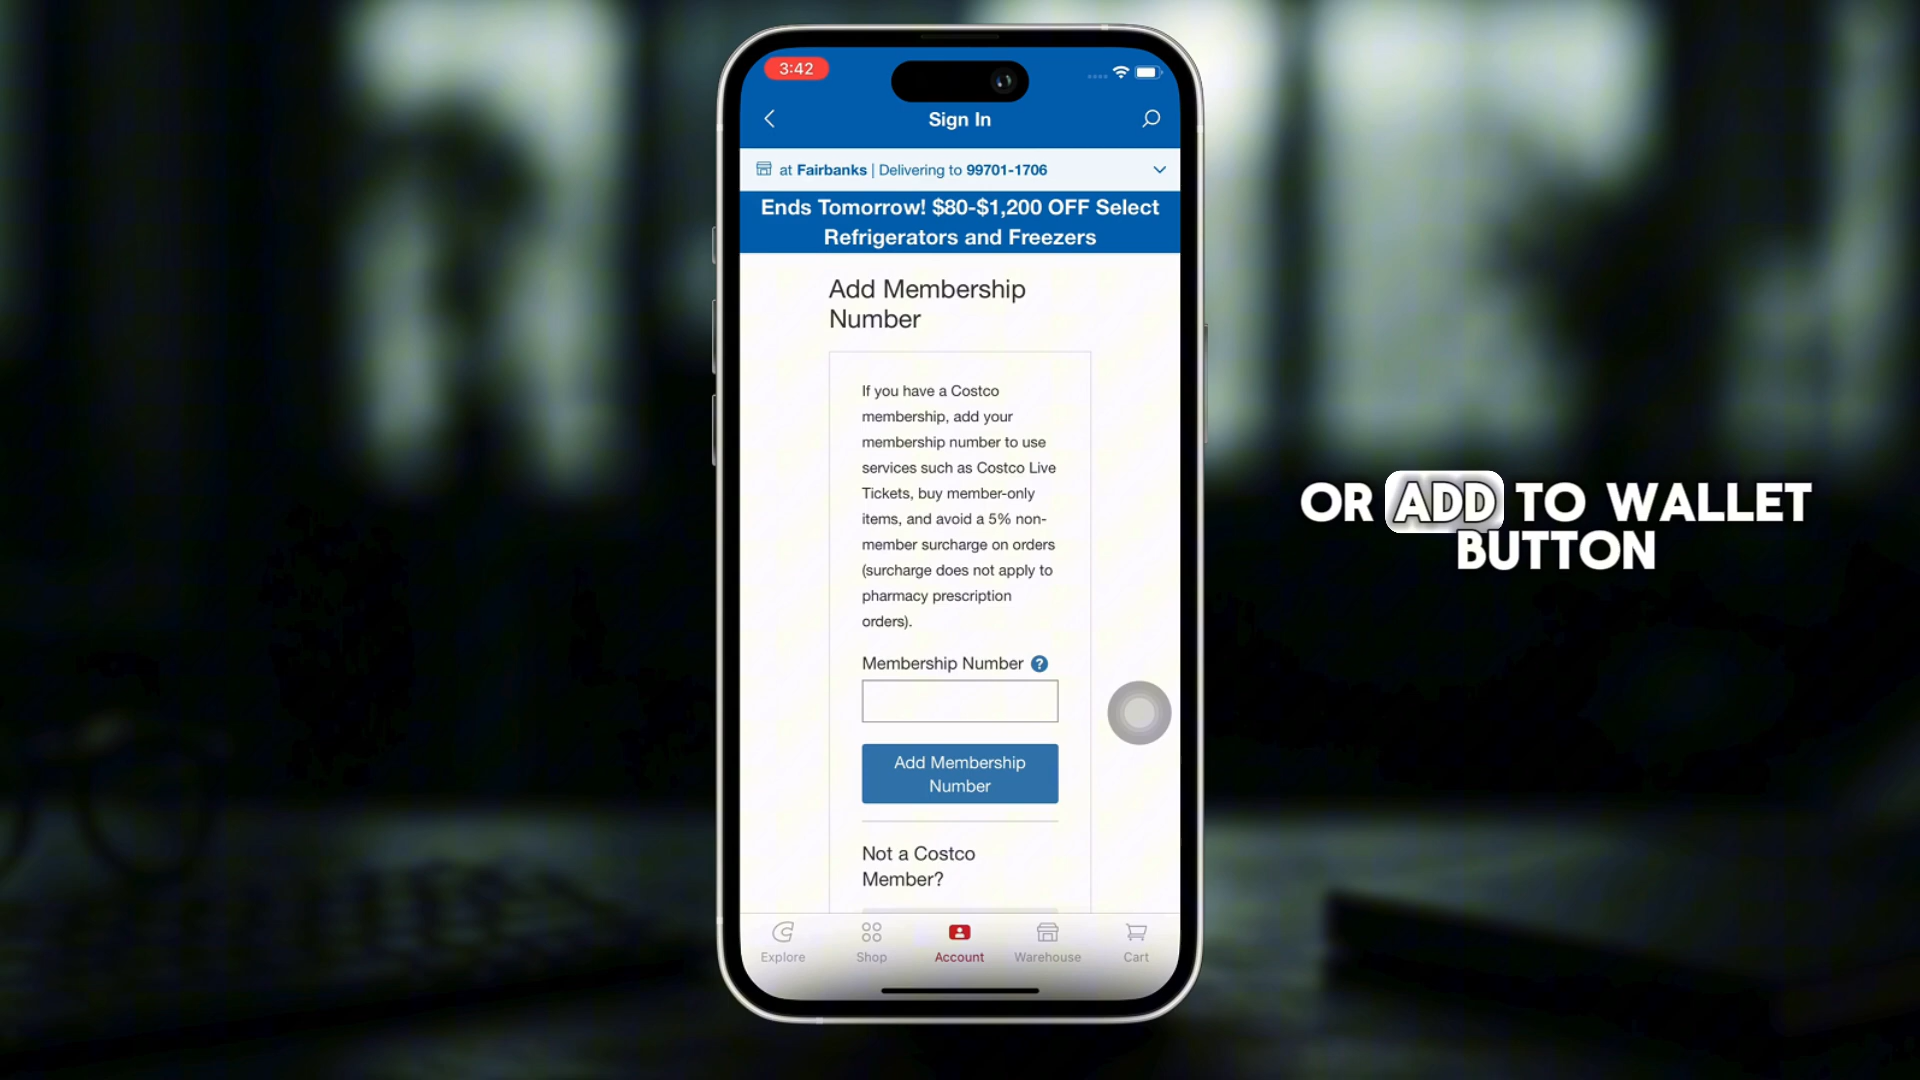 3:42
Sign In
at Fairbanks | Delivering to 99701-1706
Ends Tomorrow! $80-$1,200 OFF Select
Refrigerators and Freezers
Add Membership
Number
If you have a Costco
membership, add your
membership number to use
services such as Costco Live
Tickets, buy member-only
items, and avoid a 5% non-
member surcharge on orders
(surcharge does not apply to
pharmacy prescription
orders).
Membership Number ?
Add Membership
Number
Not a Costco
Member?
Explore
Shop
Account
Warehouse
Cart
OR ADD TO WALLET
BUTTON